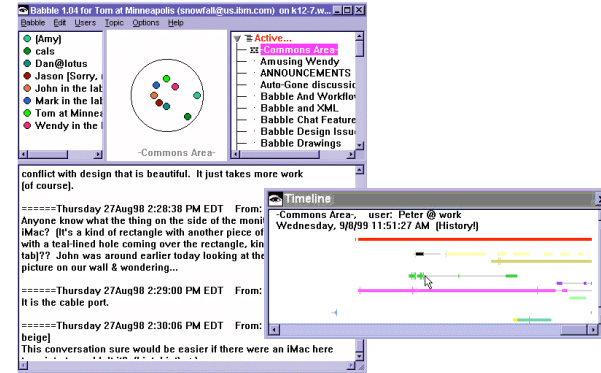 Babble 1.04 for Tom at Minneapolis (snowfall@us.ibm.com) on k12-7.w...
Babble Edit Users Topic Options Help
(Amy)
cals
Dan@lotus
Jason (Sorry,
John in the lab
Mark in the lab
Tom at Minnea
Wendy in the
-Commons Area-
Active...
-Commons Area-
Amusing Wendy
ANNOUNCEMENTS
Auto-Gone discussio
Babble And Workflov
Babble and XML
Babble Chat Feature
Babble Design Issu
Babble Drawings
conflict with design that is beautiful. It just takes more work
(of course).
======Thursday 27Aug98 2:28:38 PM EDT From:
Anyone know what the thing on the side of the monit
iMac? (It's a kind of rectangle with another piece of
with a teal-lined hole coming over the rectangle, kin
tab)?? John was around earlier today looking at the
picture on our wall & wondering...
======Thursday 27Aug98 2:29:00 PM EDT From:
It is the cable port.
======Thursday 27Aug98 2:30:06 PM EDT From:
beige]
This conversation sure would be easier if there were an iMac here
Timeline
-Commons Area-, user: Peter @ work
Wednesday, 9/8/99 11:51:27 AM (History!)